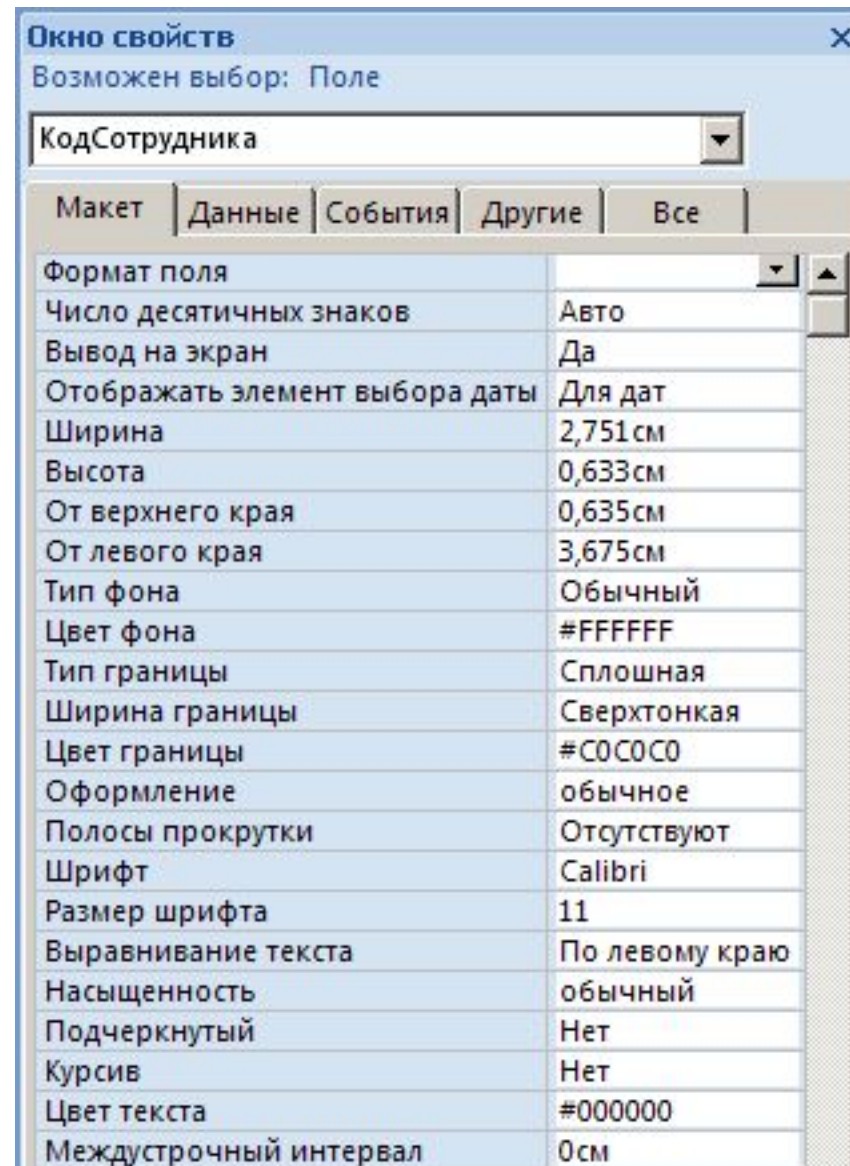 Окно свойств
Возможен выбор: Поле
КодСотрудника
Макет Данные События Другие Все
Формат поля
Число десятичных знаков Авто
Вывод на экран Да
Отображать элемент выбора даты Для дат
Ширина 2,751см
Высота 0,633см
От верхнего края 0,635см
От левого края 3,675см
Тип фона Обычный
Цвет фона #FFFFFF
Тип границы Сплошная
Ширина границы Сверхтонкая
Цвет границы #C0C0C0
Оформление обычное
Полосы прокрутки Отсутствуют
Шрифт Calibri
Размер шрифта 11
Выравнивание текста По левому краю
Насыщенность обычный
Подчеркнутый Нет
Курсив Нет
Цвет текста #000000
Междустрочный интервал 0см